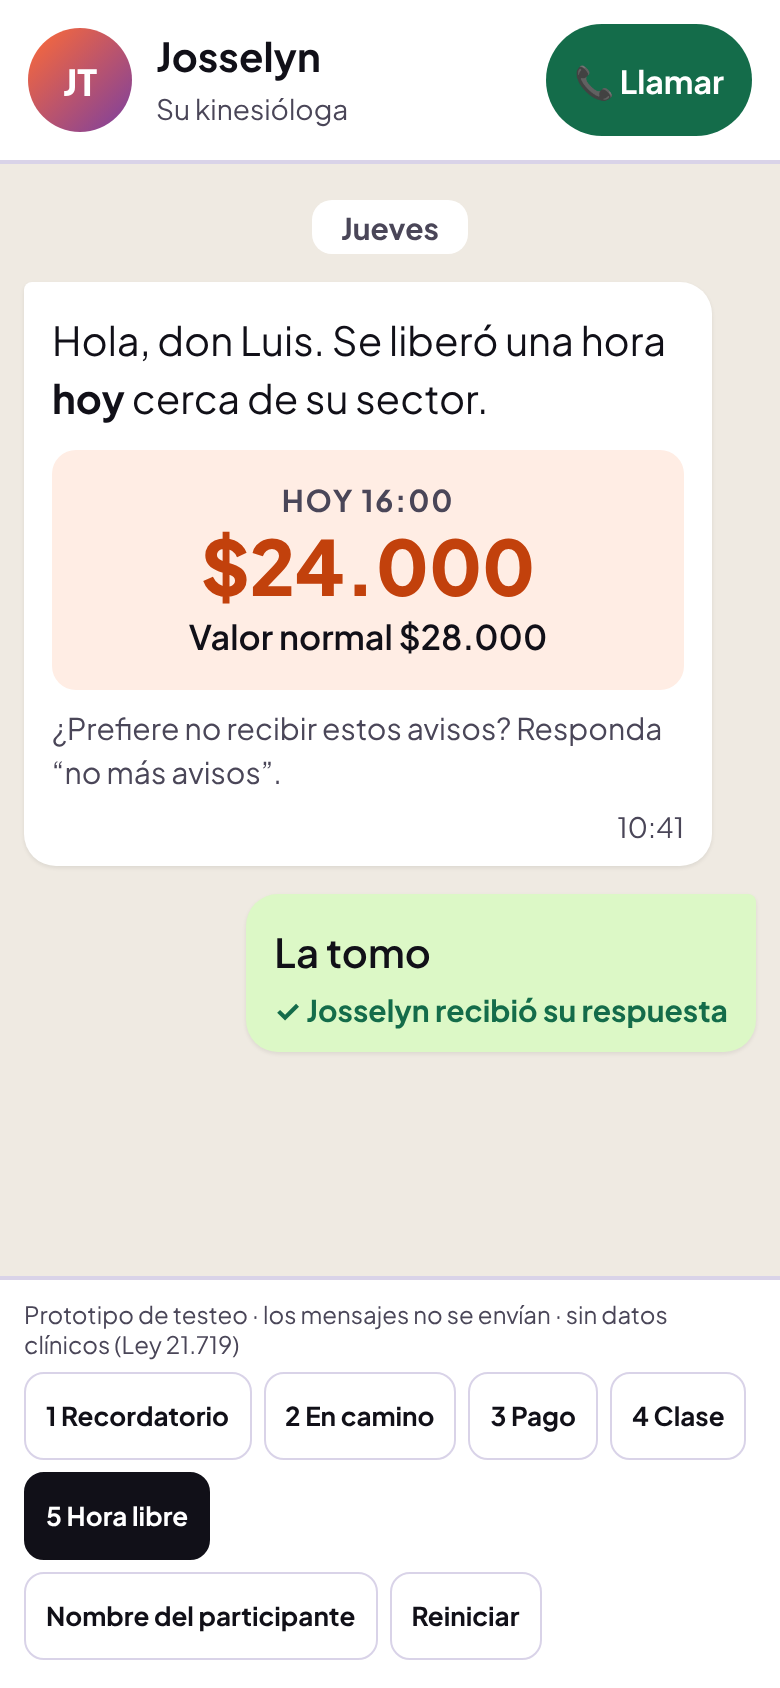 JT
Josselyn
Su kinesióloga
📞 Llamar
Jueves
Hola, don Luis. Se liberó una hora
hoy cerca de su sector.
HOY 16:00
$24.000
Valor normal $28.000
¿Prefiere no recibir estos avisos? Responda
“no más avisos”.
10:41
La tomo
✓ Josselyn recibió su respuesta
Prototipo de testeo · los mensajes no se envían · sin datos
clínicos (Ley 21.719)
1 Recordatorio
2 En camino
3 Pago
4 Clase
5 Hora libre
Nombre del participante
Reiniciar